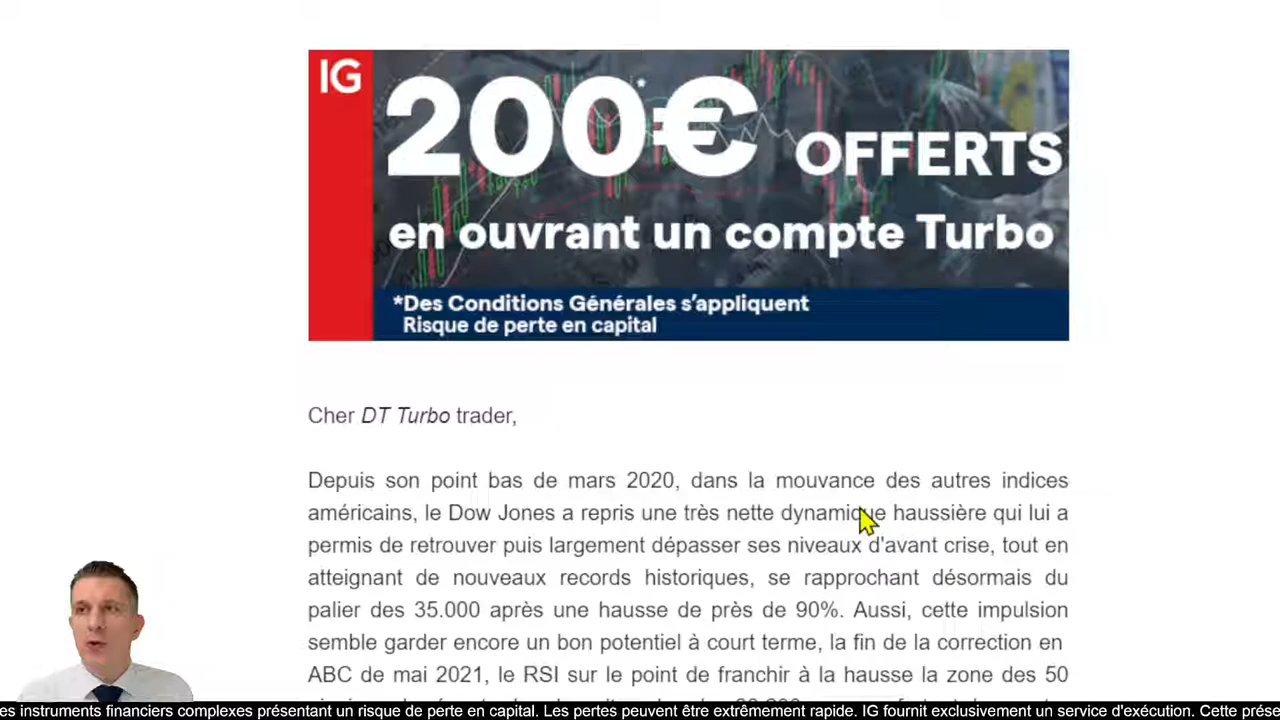 IG
200€* OFFERTS
en ouvrant un compte Turbo
*Des Conditions Générales s’appliquent
Risque de perte en capital
Cher DT Turbo trader,
Depuis son point bas de mars 2020, dans la mouvance des autres indices
américains, le Dow Jones a repris une très nette dynamique haussière qui lui a
permis de retrouver puis largement dépasser ses niveaux d'avant crise, tout en
atteignant de nouveaux records historiques, se rapprochant désormais du
palier des 35.000 après une hausse de près de 90%. Aussi, cette impulsion
semble garder encore un bon potentiel à court terme, la fin de la correction en
ABC de mai 2021, le RSI sur le point de franchir à la hausse la zone des 50
es instruments financiers complexes présentant un risque de perte en capital. Les pertes peuvent être extrêmement rapide. IG fournit exclusivement un service d'exécution. Cette prése